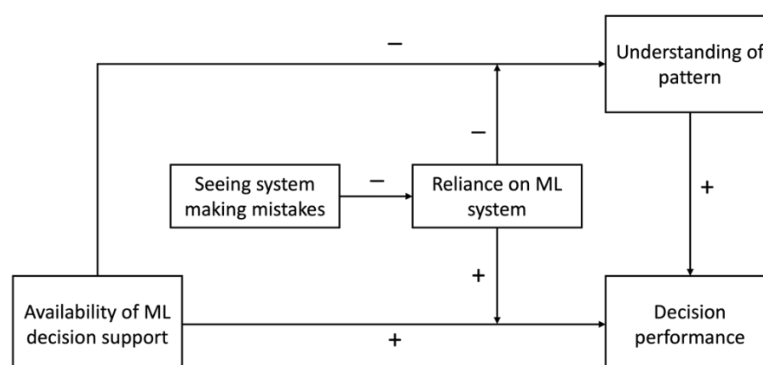 −
Understanding of
pattern
−
Seeing system
making mistakes
−
Reliance on ML
system
+
+
Availability of ML
decision support
+
Decision
performance